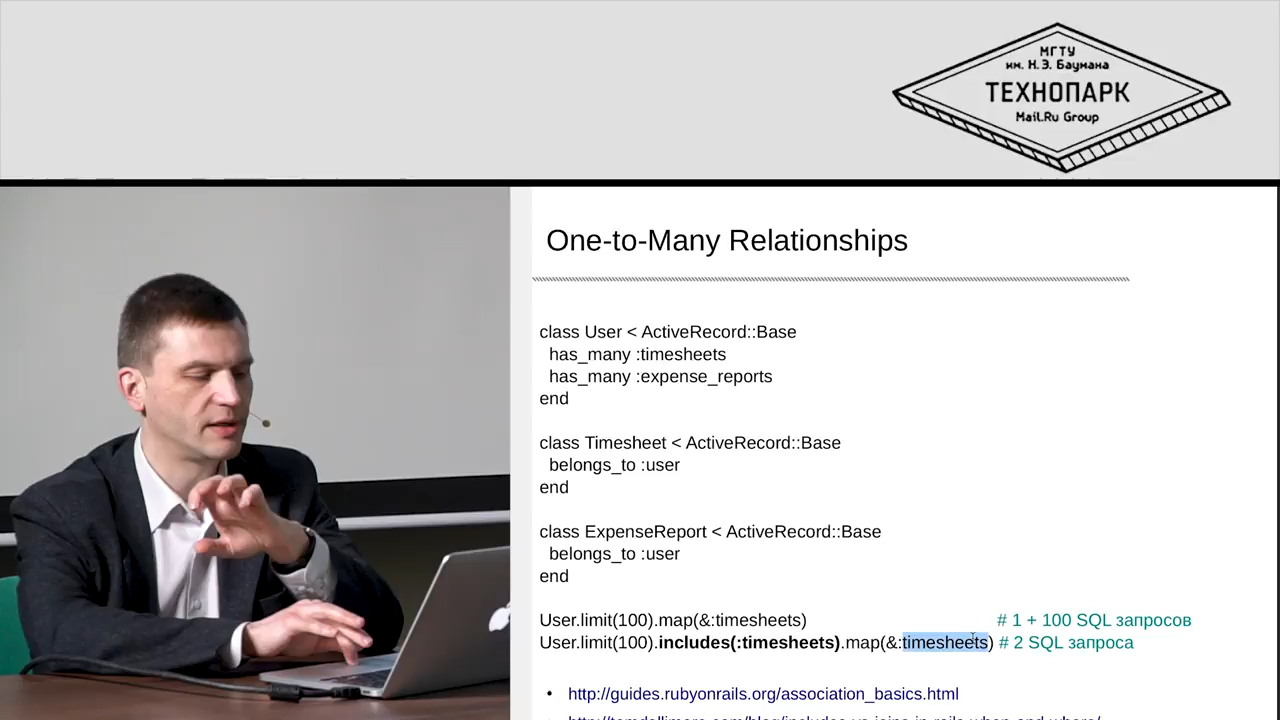 МГТУ
им. Н.Э. Баумана
ТЕХНОПАРК
Mail.Ru Group
One-to-Many Relationships
class User < ActiveRecord::Base
has_many :timesheets
has_many :expense_reports
end
class Timesheet < ActiveRecord::Base
belongs_to :user
end
class ExpenseReport < ActiveRecord::Base
belongs_to :user
end
User.limit(100).map(&:timesheets) # 1 + 100 SQL запросов
User.limit(100).includes(:timesheets).map(&:timesheets) # 2 SQL запроса
• http://guides.rubyonrails.org/association_basics.html